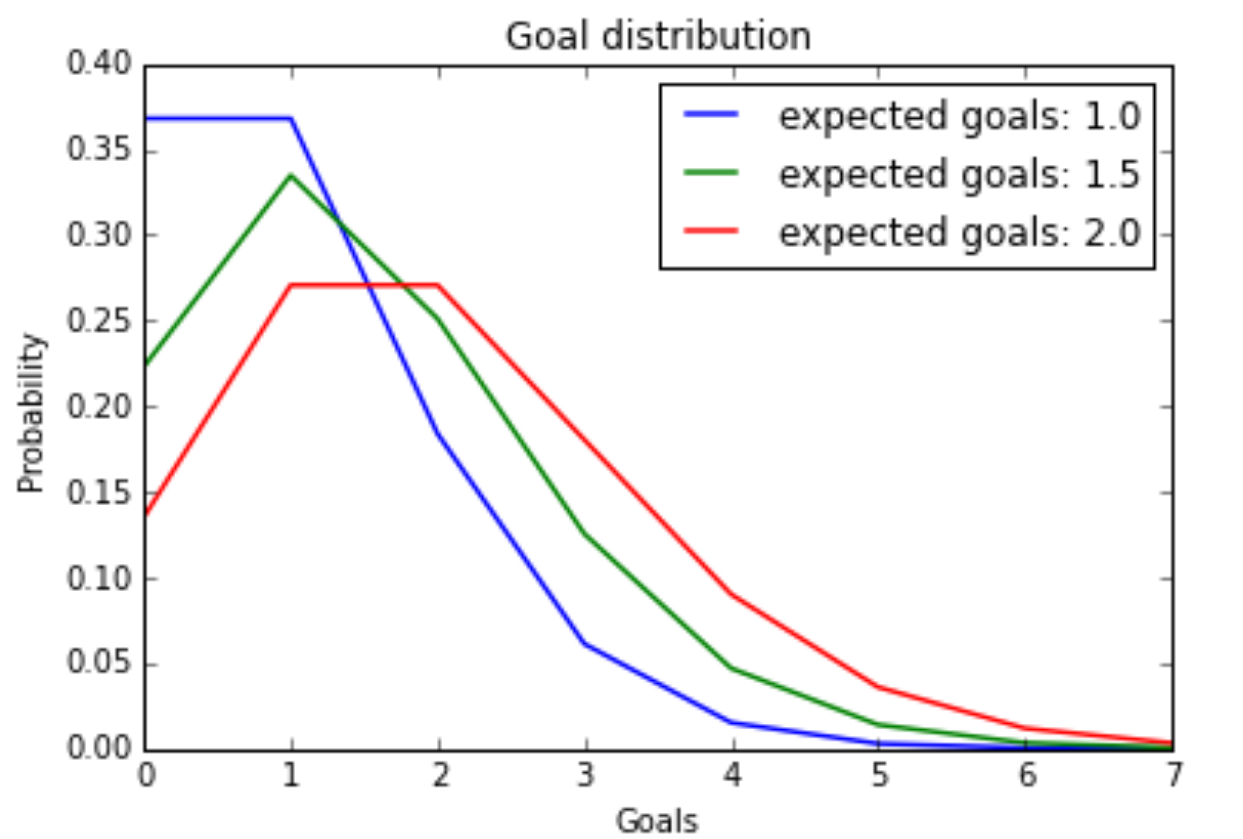 Goal distribution
0.40
0.35
0.30
0.25
0.20
0.15
0.10
0.05
0.00
Probability
expected goals: 1.0
expected goals: 1.5
expected goals: 2.0
0 1 2 3 4 5 6 7
Goals